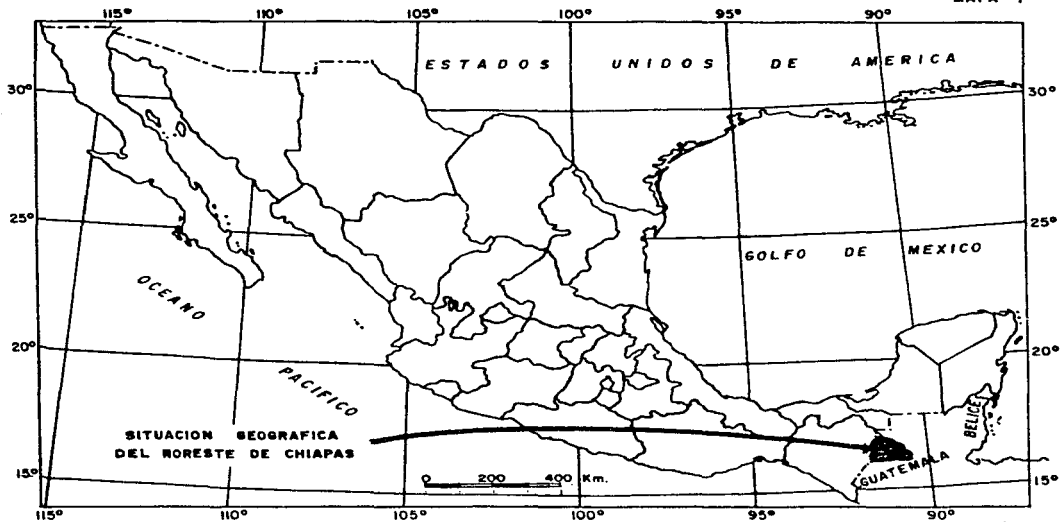 115° 110° 105° 100° 95° 90°
ESTADOS UNIDOS DE AMERICA
30° 30°
25° 25°
GOLFO DE MEXICO
OCEANO
20° 20°
PACIFICO
BELICE
SITUACION GEOGRAFICA
DEL NORESTE DE CHIAPAS
GUATEMALA
15° 15°
0 200 400 Km.
115° 110° 105° 100° 95° 90°